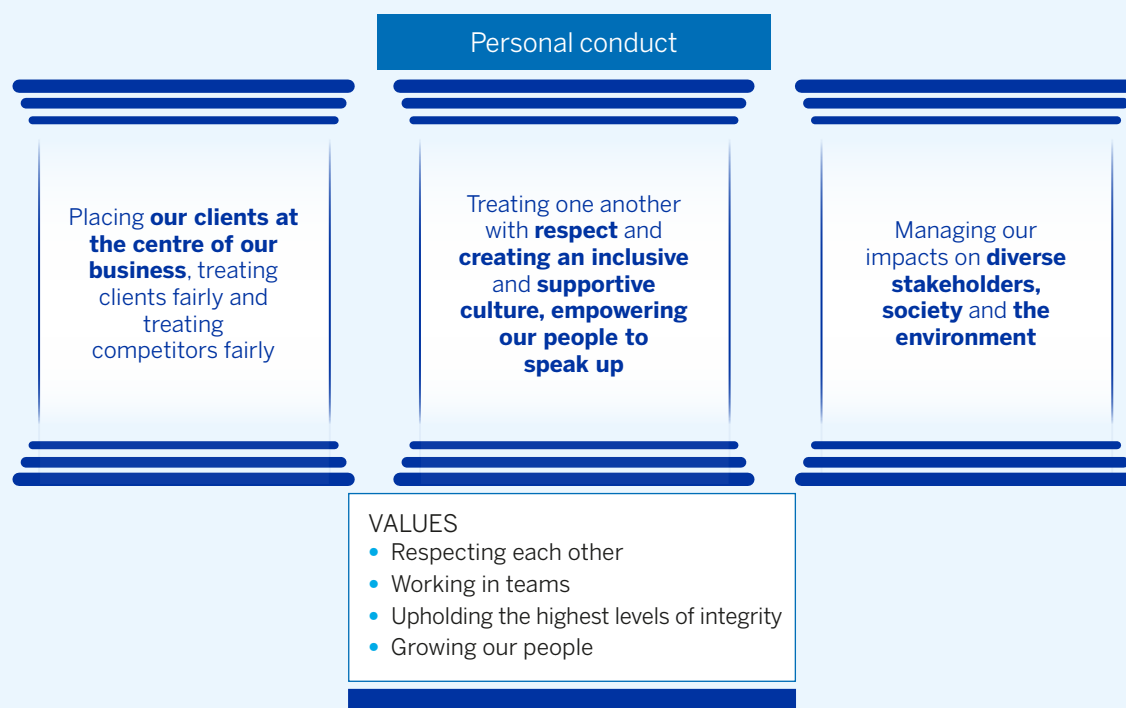 Personal conduct
Placing our clients at
the centre of our
business, treating
clients fairly and
treating
competitors fairly
Treating one another
with respect and
creating an inclusive
and supportive
culture, empowering
our people to
speak up
Managing our
impacts on diverse
stakeholders,
society and the
environment
VALUES
• Respecting each other
• Working in teams
• Upholding the highest levels of integrity
• Growing our people